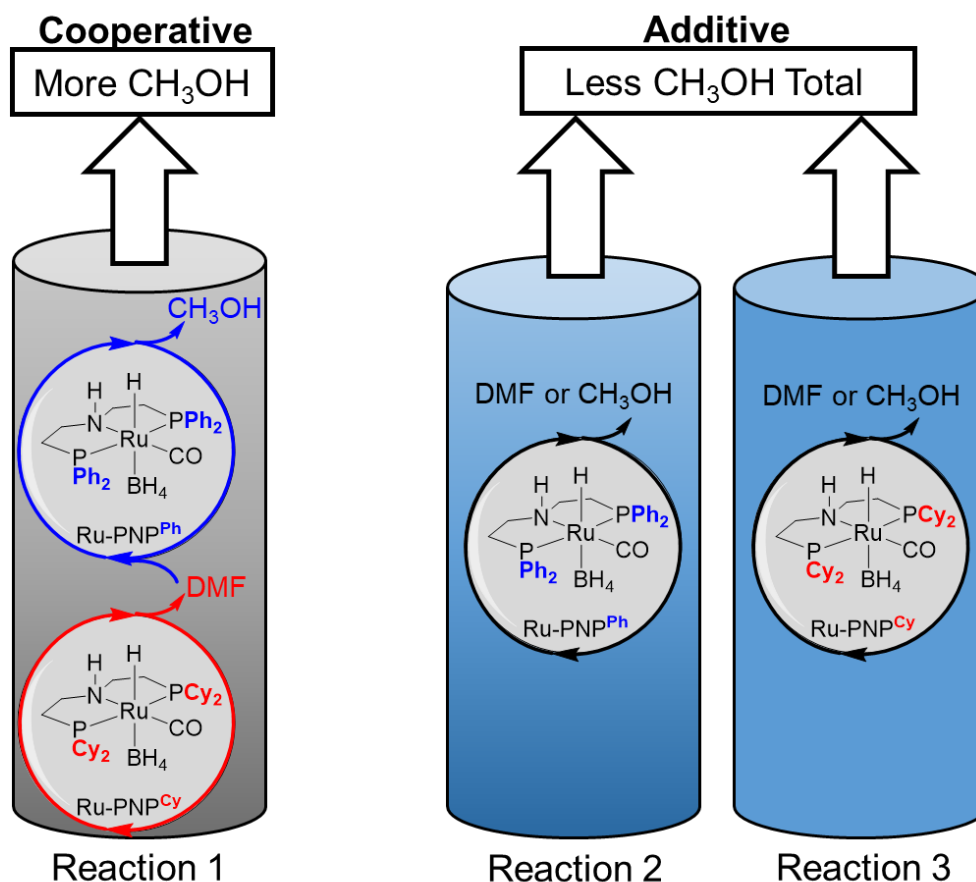 Cooperative
More CH₃OH
Additive
Less CH₃OH Total
CH₃OH
H
H
N
PPh₂
Ru
P
CO
Ph₂
BH₄
Ru-PNPᴾʰ
DMF
H
H
N
PCy₂
Ru
P
CO
Cy₂
BH₄
Ru-PNPᶜʸ
Reaction 1
DMF or CH₃OH
H
H
N
PPh₂
Ru
P
CO
Ph₂
BH₄
Ru-PNPᴾʰ
Reaction 2
DMF or CH₃OH
H
H
N
PCy₂
Ru
P
CO
Cy₂
BH₄
Ru-PNPᶜʸ
Reaction 3